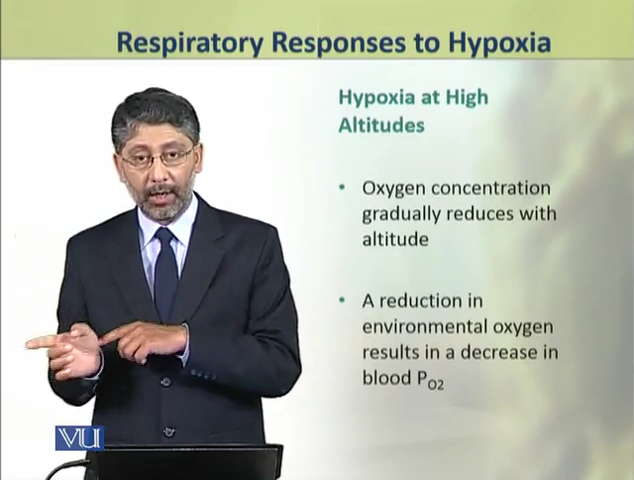 Respiratory Responses to Hypoxia
Hypoxia at High
Altitudes
• Oxygen concentration
gradually reduces with
altitude
• A reduction in
environmental oxygen
results in a decrease in
blood PO2
VU